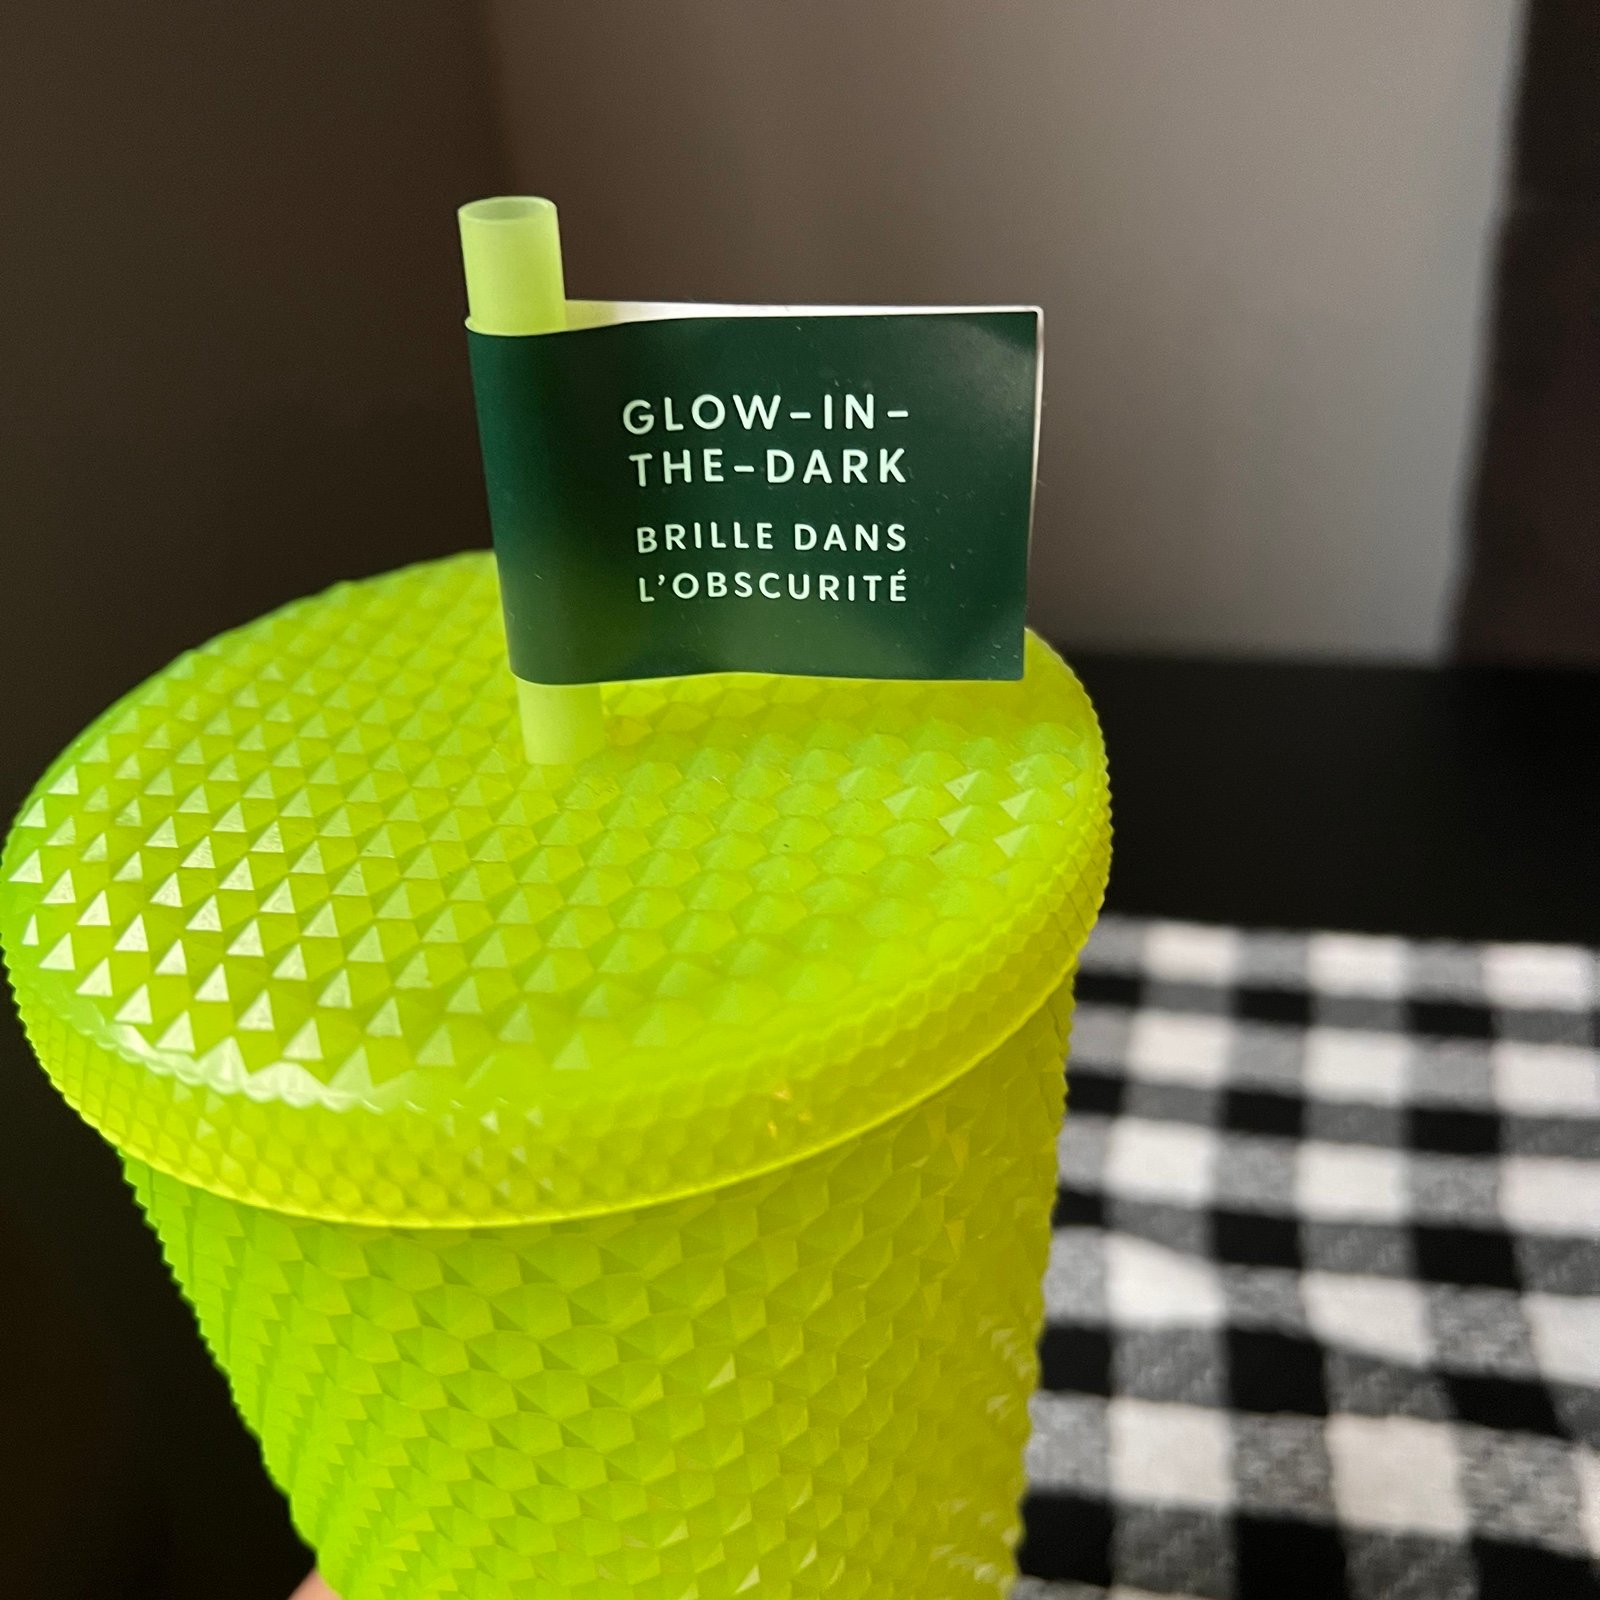 GLOW-IN-
THE-DARK
BRILLE DANS
L'OBSCURITÉ